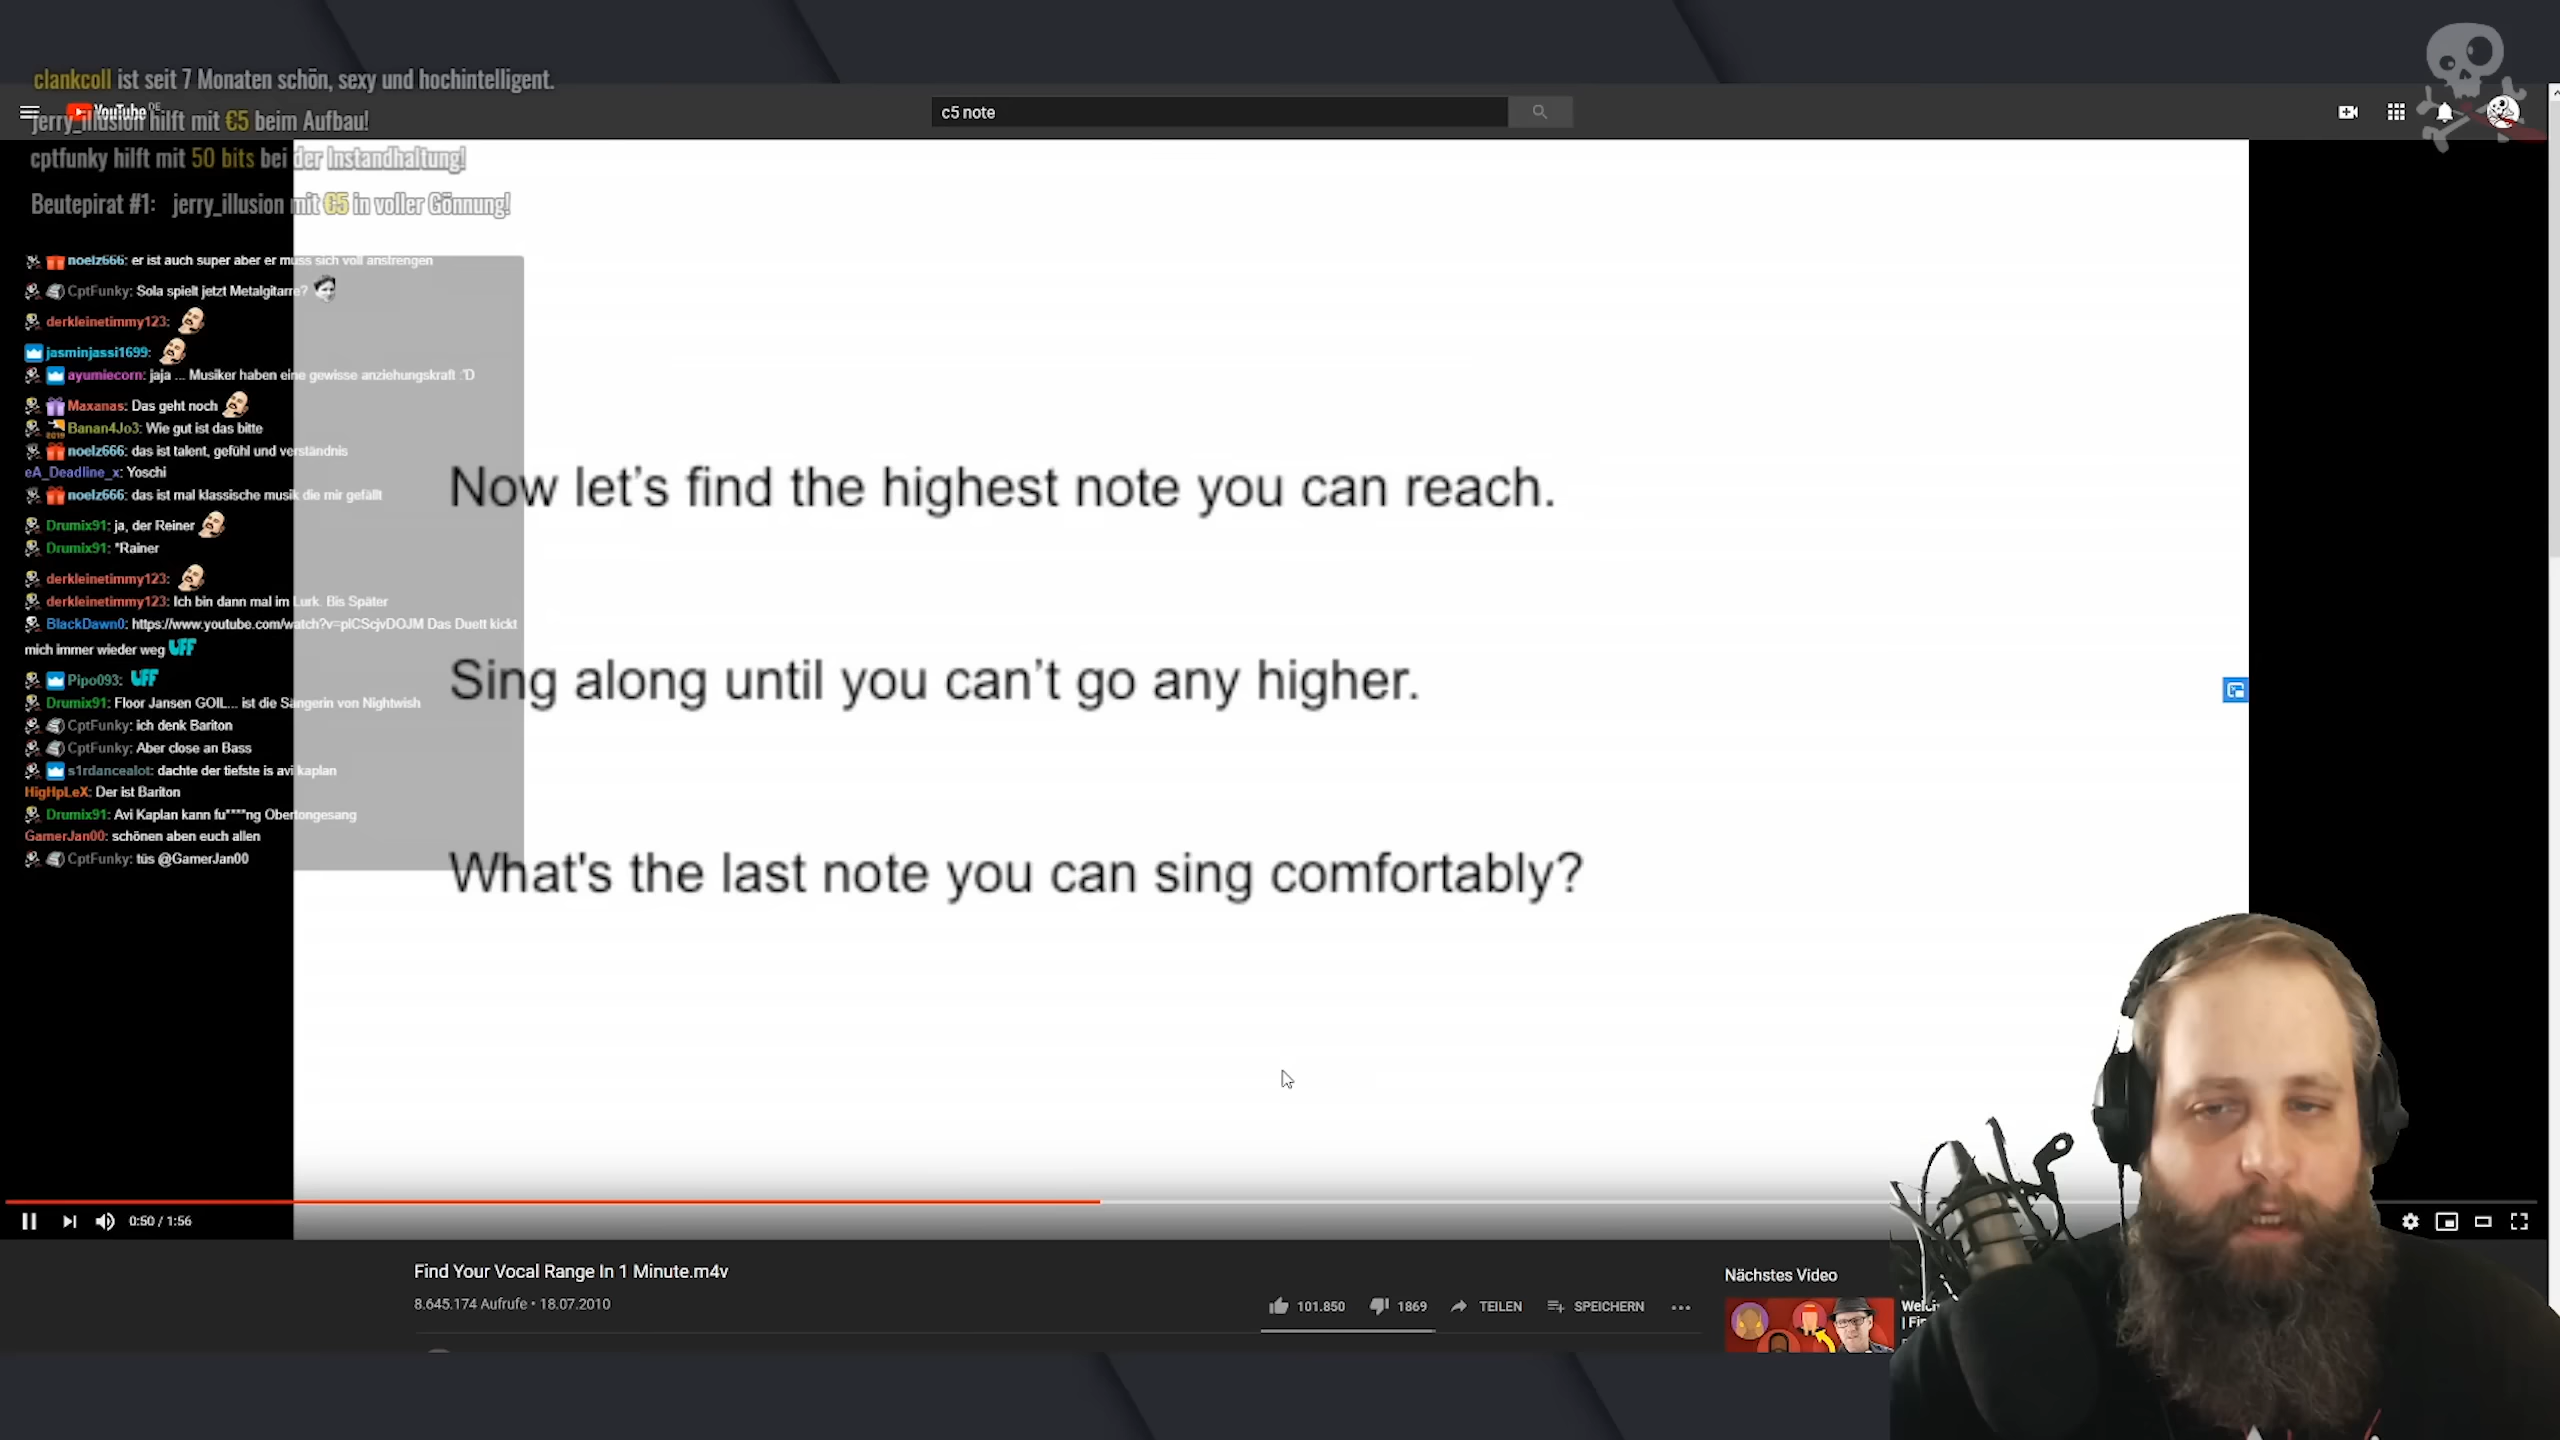 clankcoll ist seit 7 Monaten schön, sexy und hochintelligent.
YouTube DE
c5 note
jerry_illusion hilft mit €5 beim Aufbau!
cptfunky hilft mit 50 bits bei der Instandhaltung!
Beutepirat #1: jerry_illusion mit €5 in voller Gönnung!
noelz666: er ist auch super aber er muss sich voll anstrengen
CptFunky: Sola spielt jetzt Metalgitarre?
derkleinetimmy123:
jasminjassi1699:
ayumiecorn: jaja ... Musiker haben eine gewisse anziehungskraft :'D
Maxanas: Das geht noch
Banan4Jo3: Wie gut ist das bitte
noelz666: das ist talent, gefühl und verständnis
eA_Deadline_x: Yoschi
noelz666: das ist mal klassische musik die mir gefällt
Drumix91: ja, der Reiner
Drumix91: *Rainer
derkleinetimmy123:
derkleinetimmy123: Ich bin dann mal im Lurk. Bis Später
BlackDawn0: https://www.youtube.com/watch?v=plCScjvDOJM Das Duett kickt
mich immer wieder weg UFF
Pipo093: UFF
Drumix91: Floor Jansen GOIL... ist die Sängerin von Nightwish
CptFunky: ich denk Bariton
CptFunky: Aber close an Bass
s1rdancealot: dachte der tiefste is avi kaplan
HigHpLeX: Der ist Bariton
Drumix91: Avi Kaplan kann fu****ng Obertongesang
GamerJan00: schönen aben euch allen
CptFunky: tüs @GamerJan00
Now let's find the highest note you can reach.
Sing along until you can't go any higher.
What's the last note you can sing comfortably?
0:50 / 1:56
Find Your Vocal Range In 1 Minute.m4v
8.645.174 Aufrufe • 18.07.2010
101.850
1869
TEILEN
SPEICHERN
Nächstes Video